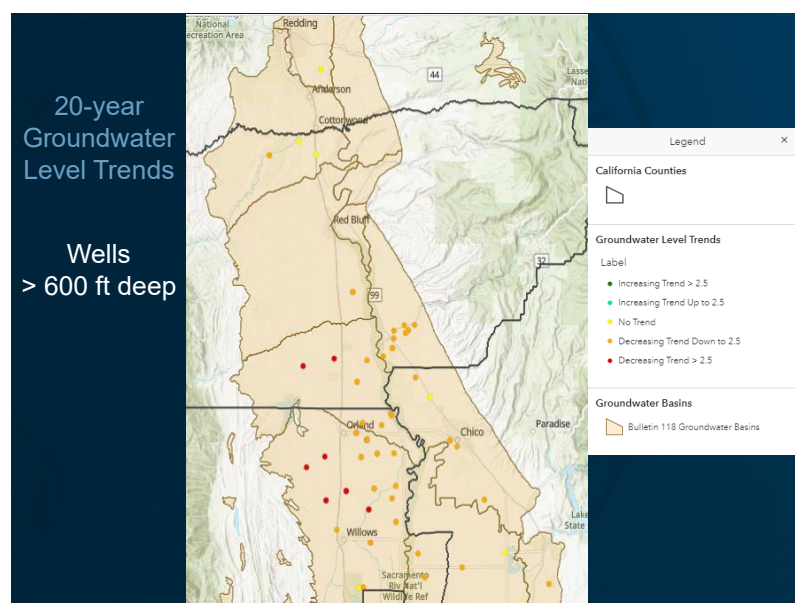 20-year
Groundwater
Level Trends
Wells
> 600 ft deep
National
Recreation Area
Redding
44
Lasse
Nati
Anderson
Cottonwood
Red Bluff
32
99
Orland
Chico
Paradise
Lake
State
Willows
Sacramento
Riv Nat'l
Wildlife Ref
Legend ×
California Counties
Groundwater Level Trends
Label
Increasing Trend > 2.5
Increasing Trend Up to 2.5
No Trend
Decreasing Trend Down to 2.5
Decreasing Trend > 2.5
Groundwater Basins
Bulletin 118 Groundwater Basins